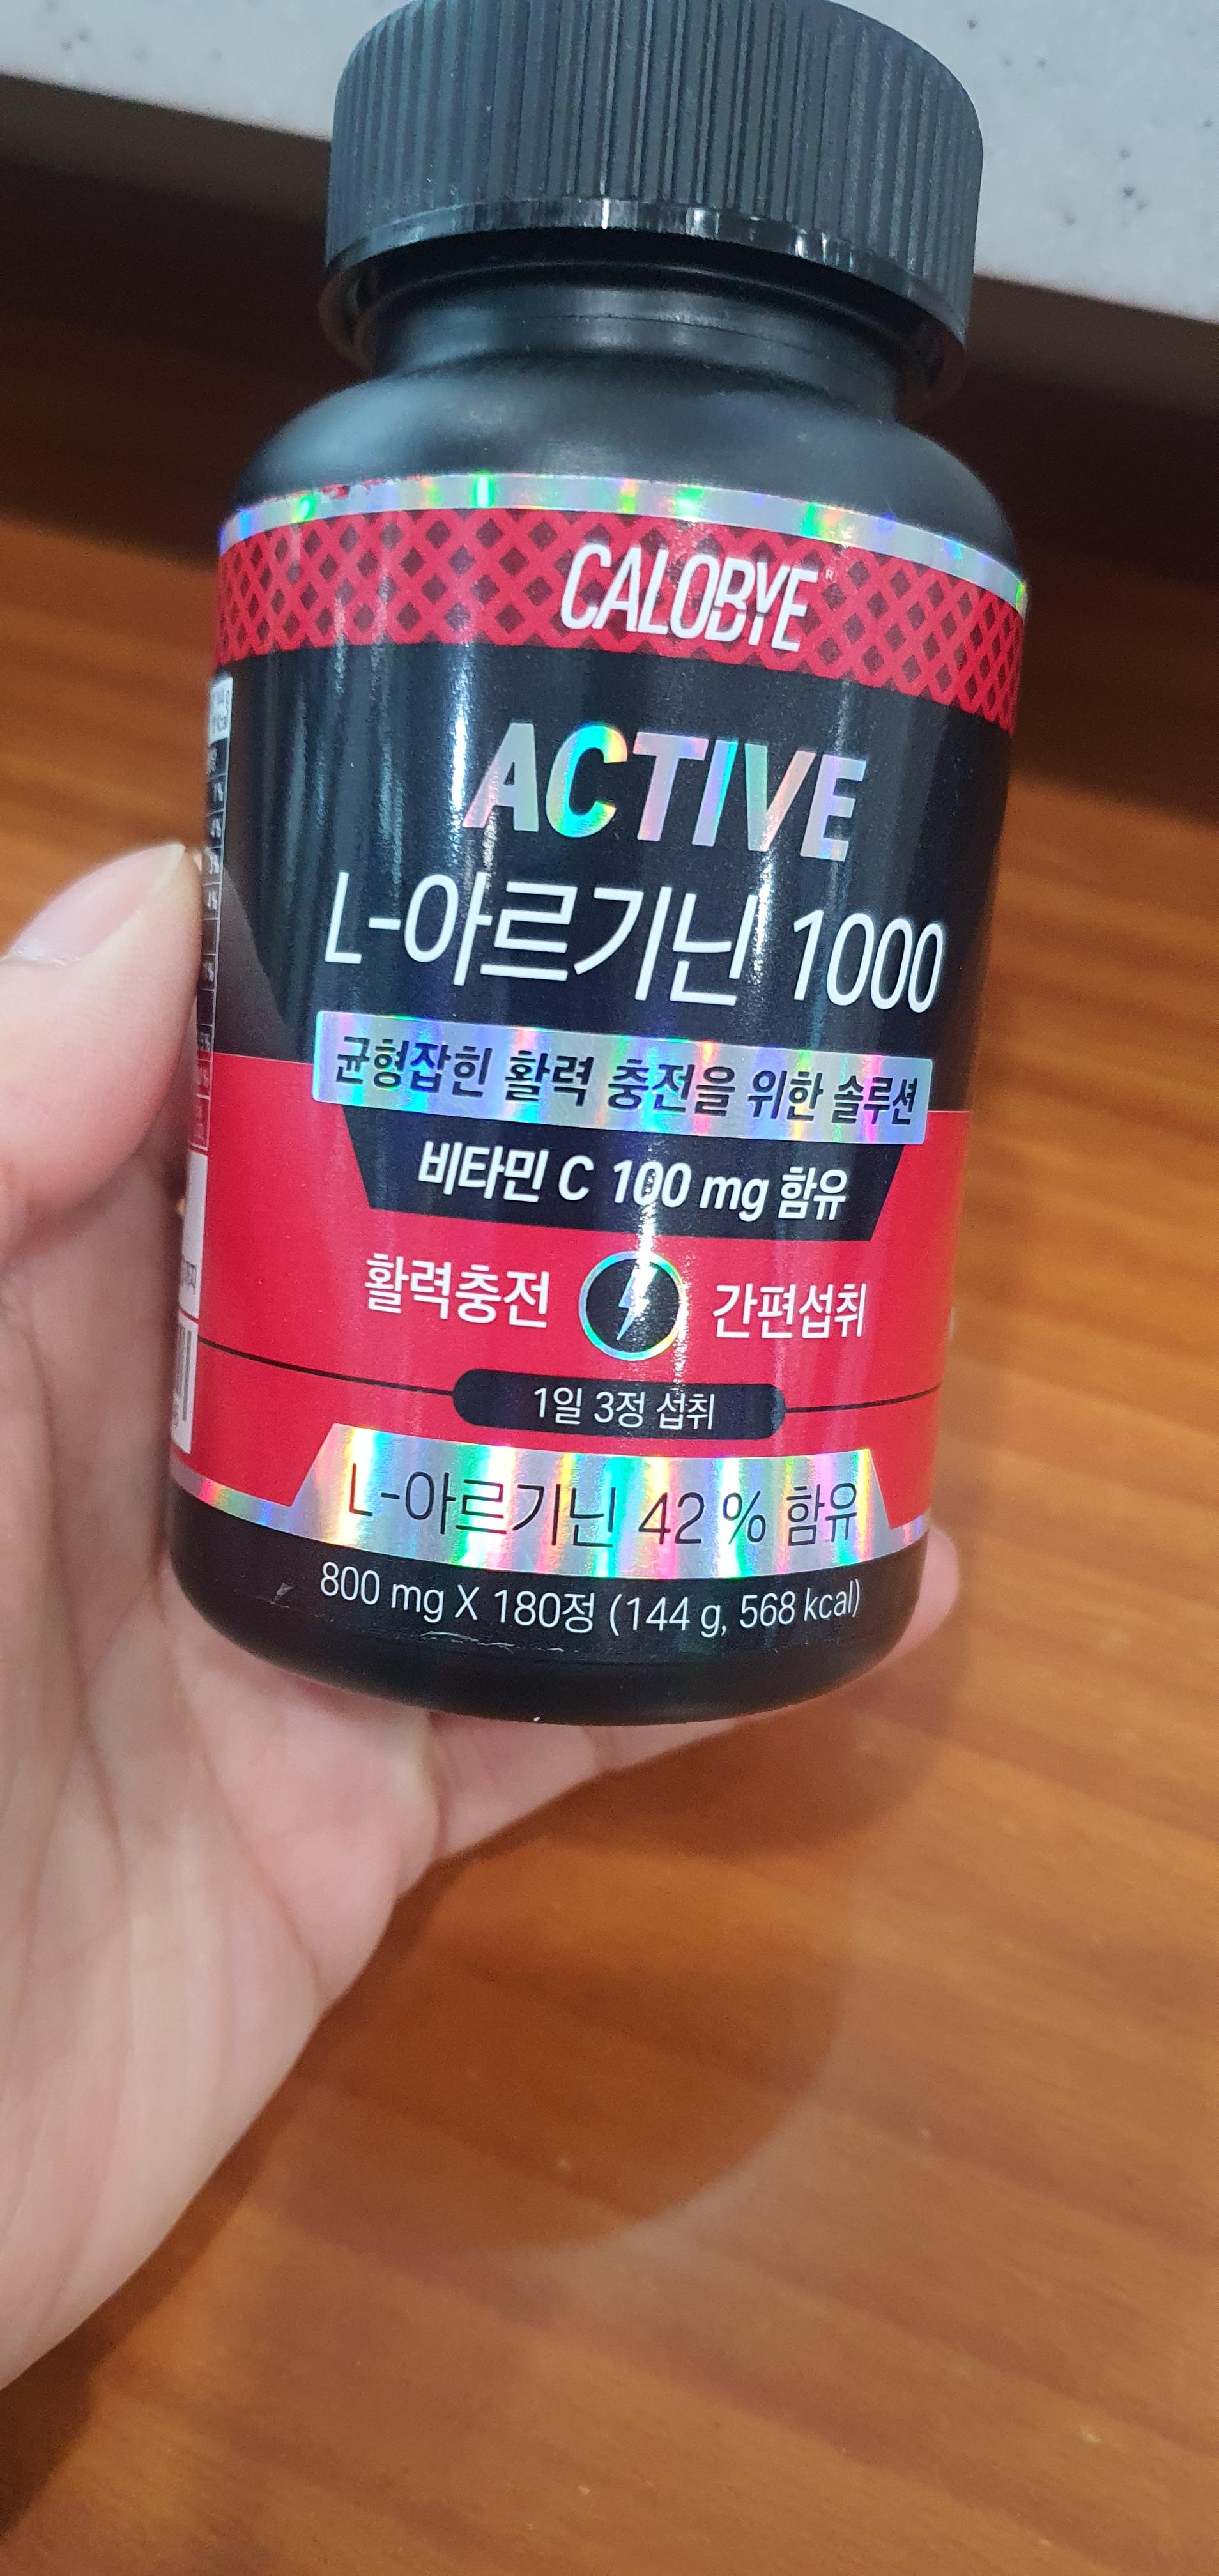 CALOBYE
ACTIVE
L-아르기닌 1000
균형잡힌 활력 충전을 위한 솔루션
비타민 C 100 mg 함유
활력충전 간편섭취
1일 3정 섭취
L-아르기닌 42 % 함유
800 mg X 180정 (144 g, 568 kcal)